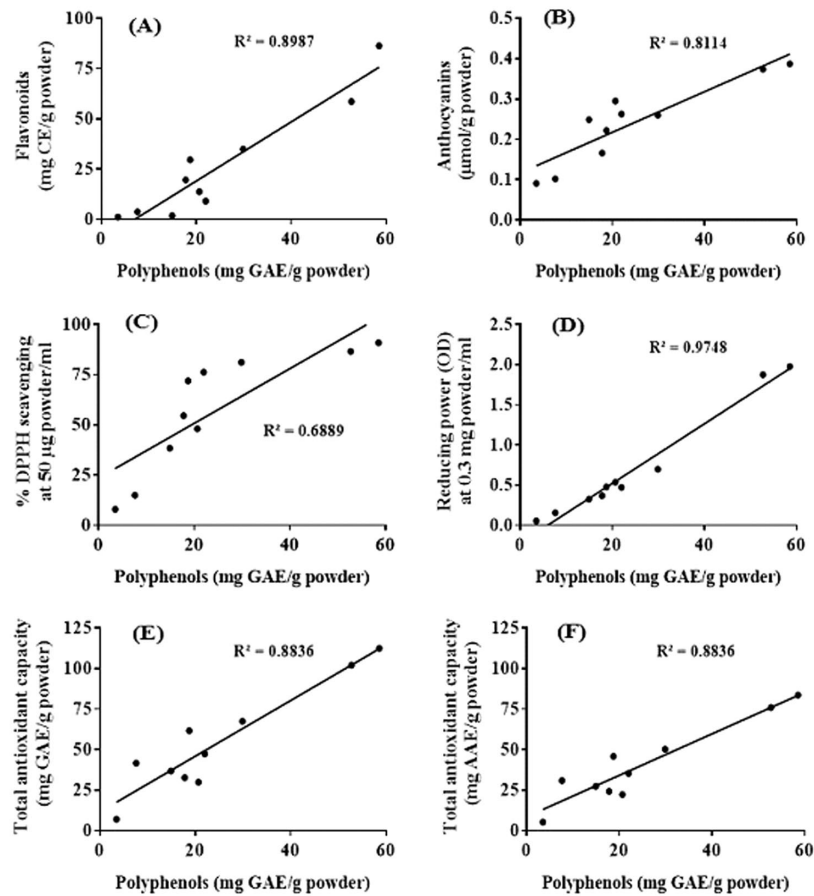 (A)
R² = 0.8987
Flavonoids
(mg CE/g powder)
100
75
50
25
0
0 20 40 60
Polyphenols (mg GAE/g powder)
(B)
R² = 0.8114
Anthocyanins
(µmol/g powder)
0.5
0.4
0.3
0.2
0.1
0.0
0 20 40 60
Polyphenols (mg GAE/g powder)
(C)
R² = 0.6889
% DPPH scavenging
at 50 µg powder/ml
100
75
50
25
0
0 20 40 60
Polyphenols (mg GAE/g powder)
(D)
R² = 0.9748
Reducing power (OD)
at 0.3 mg powder/ml
2.5
2.0
1.5
1.0
0.5
0.0
0 20 40 60
Polyphenols (mg GAE/g powder)
(E)
R² = 0.8836
Total antioxidant capacity
(mg GAE/g powder)
125
100
75
50
25
0
0 20 40 60
Polyphenols (mg GAE/g powder)
(F)
R² = 0.8836
Total antioxidant capacity
(mg AAE/g powder)
125
100
75
50
25
0
0 20 40 60
Polyphenols (mg GAE/g powder)